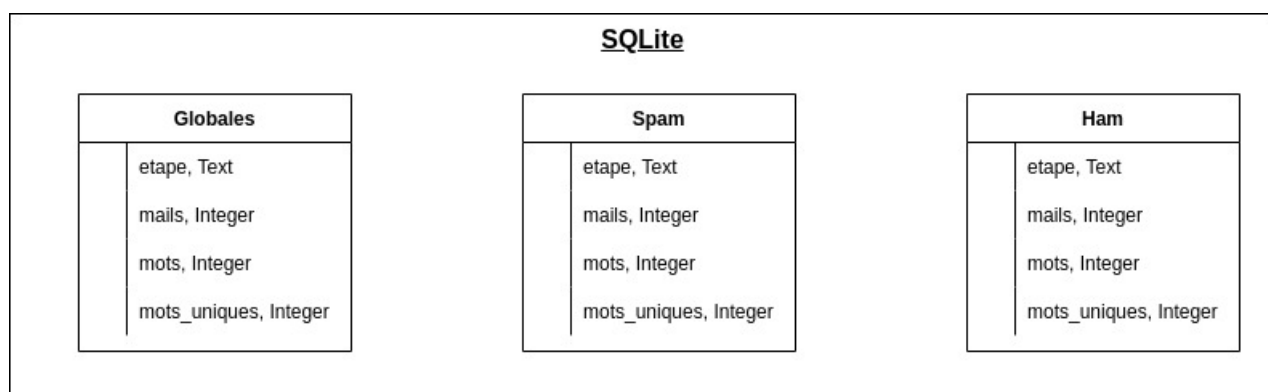 SQLite
Globales
etape, Text
mails, Integer
mots, Integer
mots_uniques, Integer
Spam
etape, Text
mails, Integer
mots, Integer
mots_uniques, Integer
Ham
etape, Text
mails, Integer
mots, Integer
mots_uniques, Integer